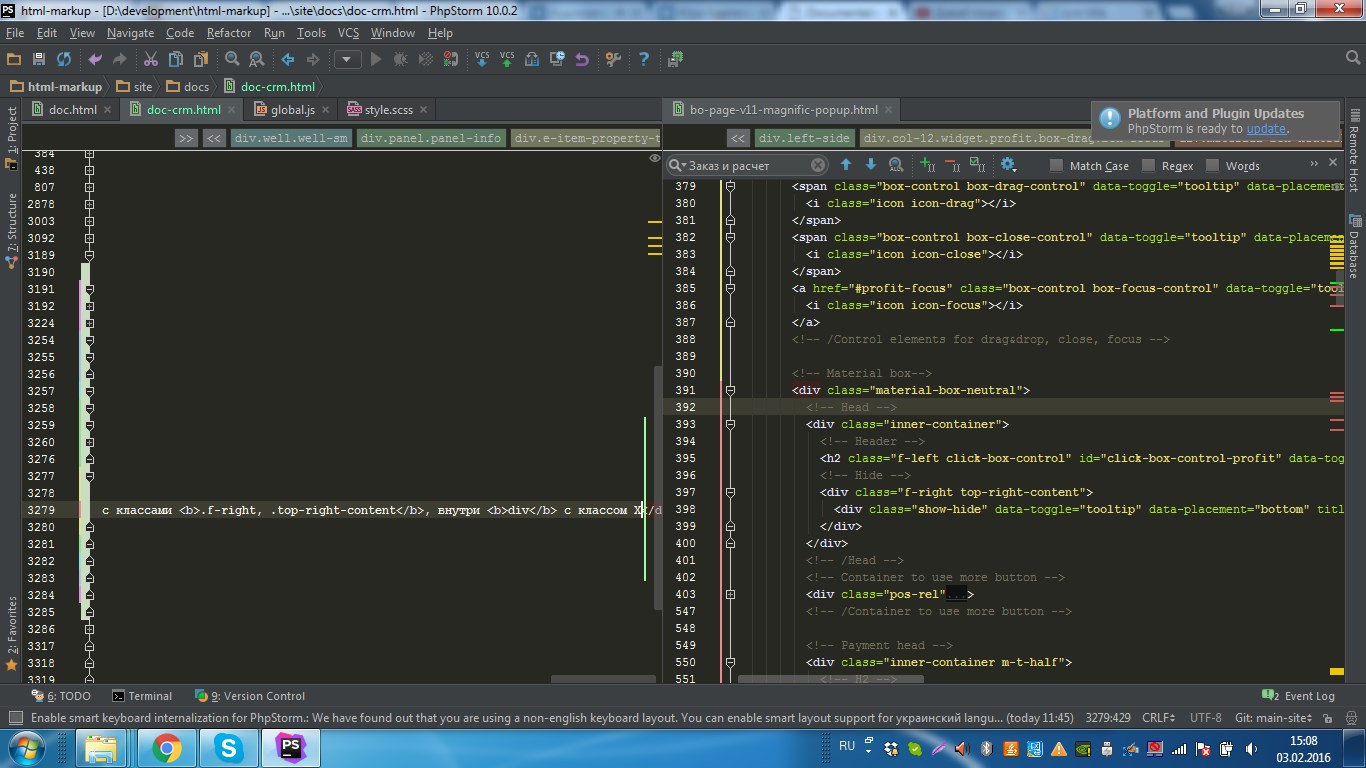 html-markup - [D:\development\html-markup] - ...\site\docs\doc-crm.html - PhpStorm 10.0.2
File Edit View Navigate Code Refactor Run Tools VCS Window Help
html-markup site docs doc-crm.html
doc.html doc-crm.html global.js style.scss bo-page-v11-magnific-popup.html
Platform and Plugin Updates
PhpStorm is ready to update.
>> << div.well.well-sm div.panel.panel-info div.e-item-property-t << div.left-side div.col-12.widget.profit.box-drag
Заказ и расчет Match Case Regex Words
1: Project
7: Structure
2: Favorites
Remote Host
Database
384
438
807
2878
3003
3092
3189
3190
3191
3192
3224
3254
3255
3256
3257
3258
3259
3260
3276
3277
3278
3279 с классами <b>.f-right, .top-right-content</b>, внутри <b>div</b> с классом
3280
3281
3282
3283
3284
3285
3286
3317
3318
3319
379 <span class="box-control box-drag-control" data-toggle="tooltip" data-placemen
380 <i class="icon icon-drag"></i>
381 </span>
382 <span class="box-control box-close-control" data-toggle="tooltip" data-placeme
383 <i class="icon icon-close"></i>
384 </span>
385 <a href="#profit-focus" class="box-control box-focus-control" data-toggle="too
386 <i class="icon icon-focus"></i>
387 </a>
388 <!-- /Control elements for drag&drop, close, focus -->
389
390 <!-- Material box-->
391 <div class="material-box-neutral">
392 <!-- Head -->
393 <div class="inner-container">
394 <!-- Header -->
395 <h2 class="f-left click-box-control" id="click-box-control-profit" data-tog
396 <!-- Hide -->
397 <div class="f-right top-right-content">
398 <div class="show-hide" data-toggle="tooltip" data-placement="bottom" titl
399 </div>
400 </div>
401 <!-- /Head -->
402 <!-- Container to use more button -->
403 <div class="pos-rel"...>
547 <!-- /Container to use more button -->
548
549 <!-- Payment head -->
550 <div class="inner-container m-t-half">
551 <!-- H2 -->
6: TODO Terminal 9: Version Control Event Log
Enable smart keyboard internalization for PhpStorm.: We have found out that you are using a non-english keyboard layout. You can enable smart layout support for украинский langu... (today 11:45) 3279:429 CRLF UTF-8 Git: main-site
RU 15:08
03.02.2016